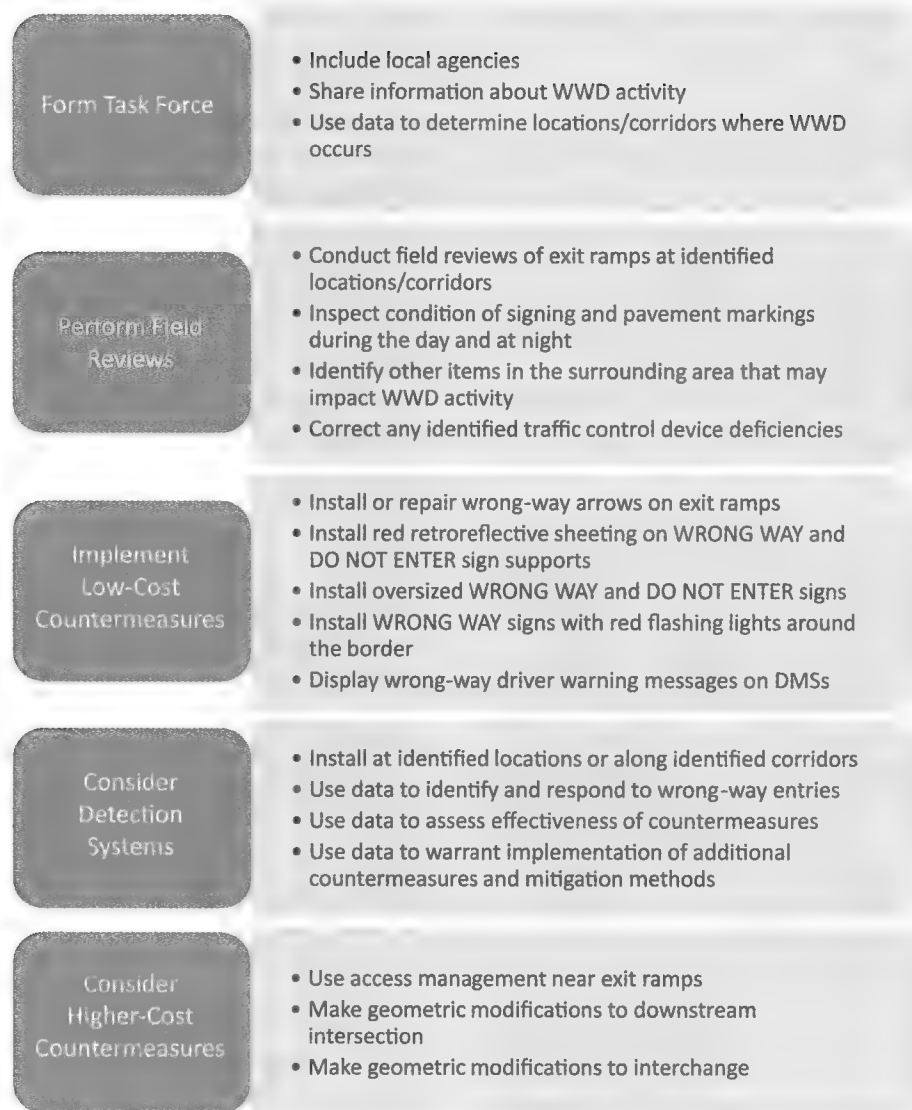 Form Task Force
• Include local agencies
• Share information about WWD activity
• Use data to determine locations/corridors where WWD
occurs
Perform Field
Reviews
• Conduct field reviews of exit ramps at identified
locations/corridors
• Inspect condition of signing and pavement markings
during the day and at night
• Identify other items in the surrounding area that may
impact WWD activity
• Correct any identified traffic control device deficiencies
Implement
Low-Cost
Countermeasures
• Install or repair wrong-way arrows on exit ramps
• Install red retroreflective sheeting on WRONG WAY and
DO NOT ENTER sign supports
• Install oversized WRONG WAY and DO NOT ENTER signs
• Install WRONG WAY signs with red flashing lights around
the border
• Display wrong-way driver warning messages on DMSs
Consider
Detection
Systems
• Install at identified locations or along identified corridors
• Use data to identify and respond to wrong-way entries
• Use data to assess effectiveness of countermeasures
• Use data to warrant implementation of additional
countermeasures and mitigation methods
Consider
Higher-Cost
Countermeasures
• Use access management near exit ramps
• Make geometric modifications to downstream
intersection
• Make geometric modifications to interchange